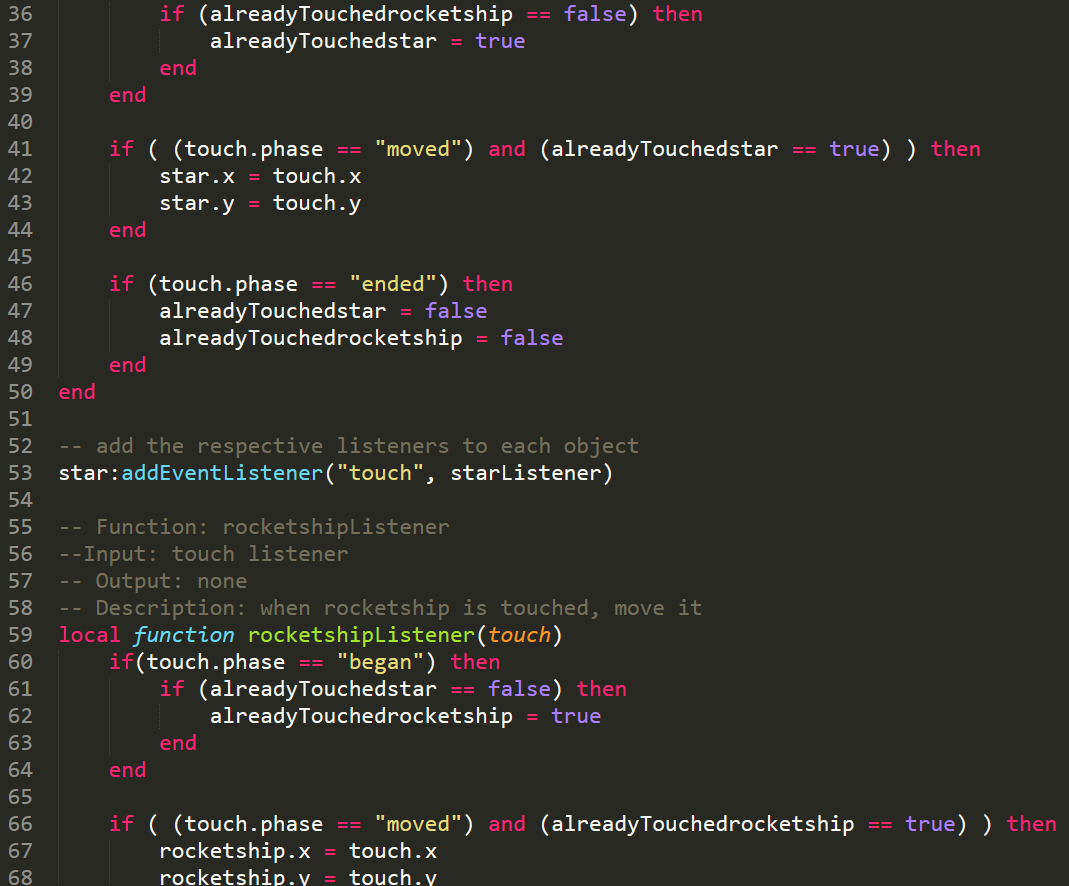 36 if (alreadyTouchedrocketship == false) then
37 alreadyTouchedstar = true
38 end
39 end
40
41 if ( (touch.phase == "moved") and (alreadyTouchedstar == true) ) then
42 star.x = touch.x
43 star.y = touch.y
44 end
45
46 if (touch.phase == "ended") then
47 alreadyTouchedstar = false
48 alreadyTouchedrocketship = false
49 end
50 end
51
52 -- add the respective listeners to each object
53 star:addEventListener("touch", starListener)
54
55 -- Function: rocketshipListener
56 --Input: touch listener
57 -- Output: none
58 -- Description: when rocketship is touched, move it
59 local function rocketshipListener(touch)
60 if(touch.phase == "began") then
61 if (alreadyTouchedstar == false) then
62 alreadyTouchedrocketship = true
63 end
64 end
65
66 if ( (touch.phase == "moved") and (alreadyTouchedrocketship == true) ) then
67 rocketship.x = touch.x
68 rocketship.y = touch.y